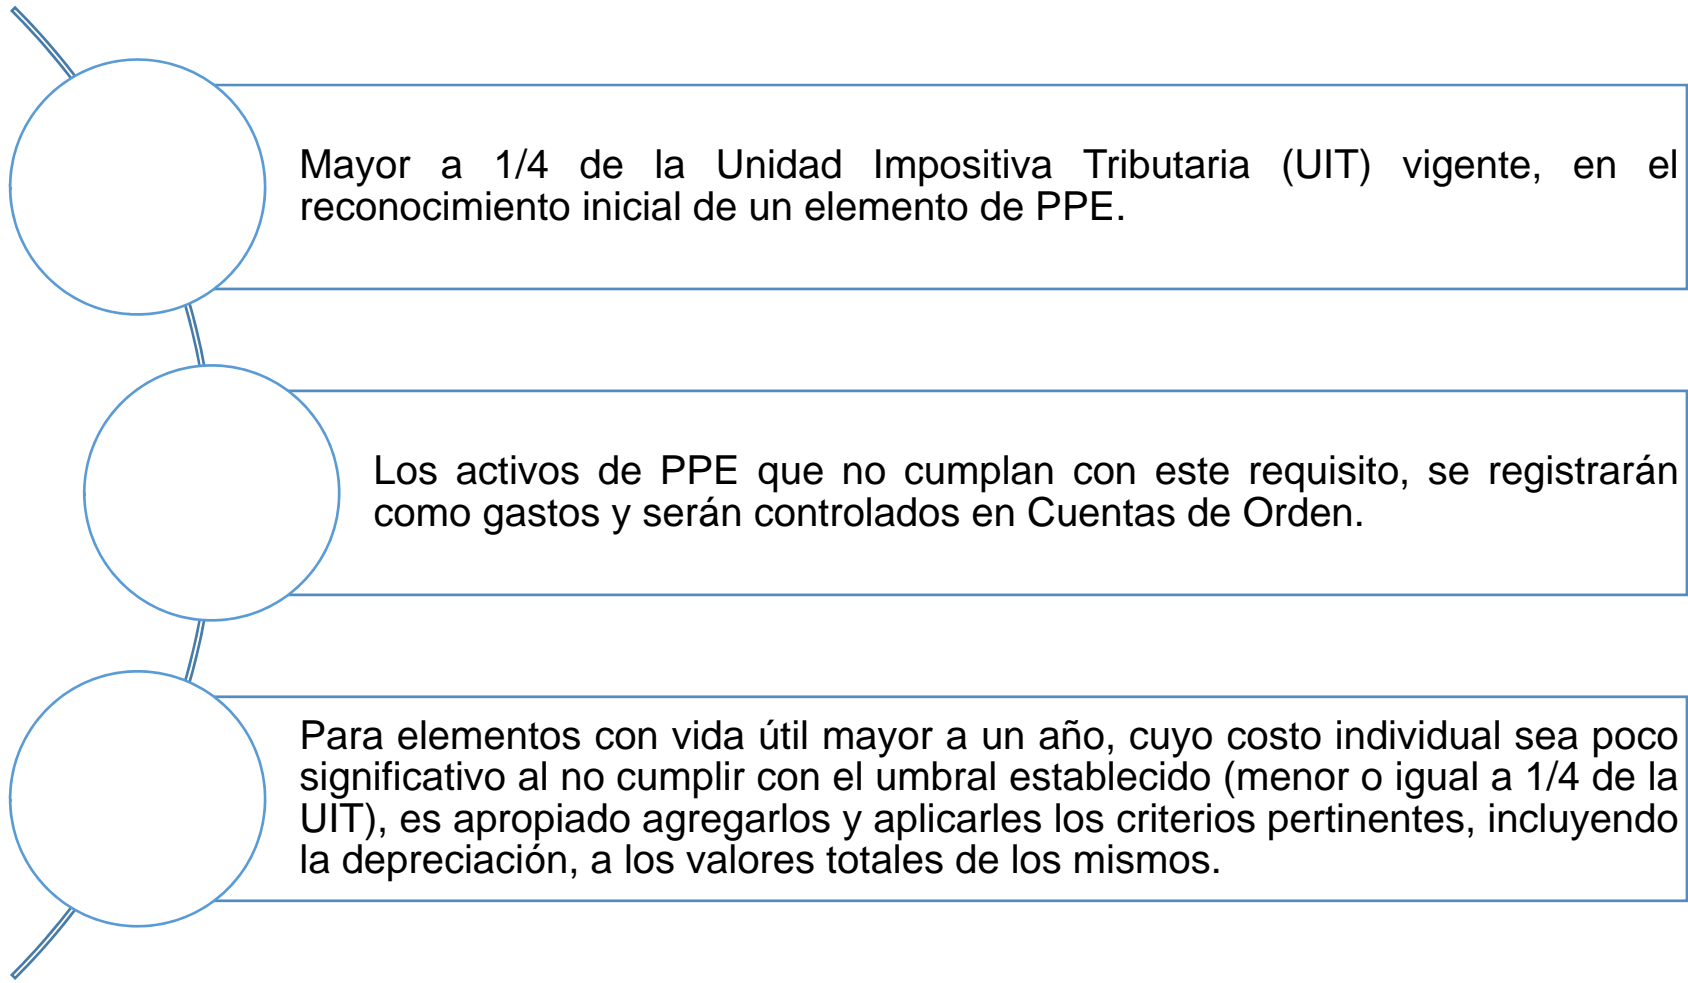 Mayor a 1/4 de la Unidad Impositiva Tributaria (UIT) vigente, en el
reconocimiento inicial de un elemento de PPE.
Los activos de PPE que no cumplan con este requisito, se registrarán
como gastos y serán controlados en Cuentas de Orden.
Para elementos con vida útil mayor a un año, cuyo costo individual sea poco
significativo al no cumplir con el umbral establecido (menor o igual a 1/4 de la
UIT), es apropiado agregarlos y aplicarles los criterios pertinentes, incluyendo
la depreciación, a los valores totales de los mismos.